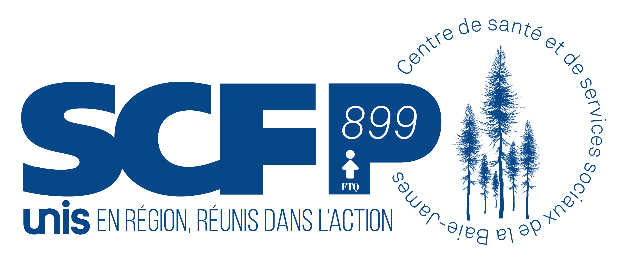 SCFP
899
FTQ
unis EN RÉGION, RÉUNIS DANS L'ACTION
Centre de santé et de services sociaux de la Baie-James